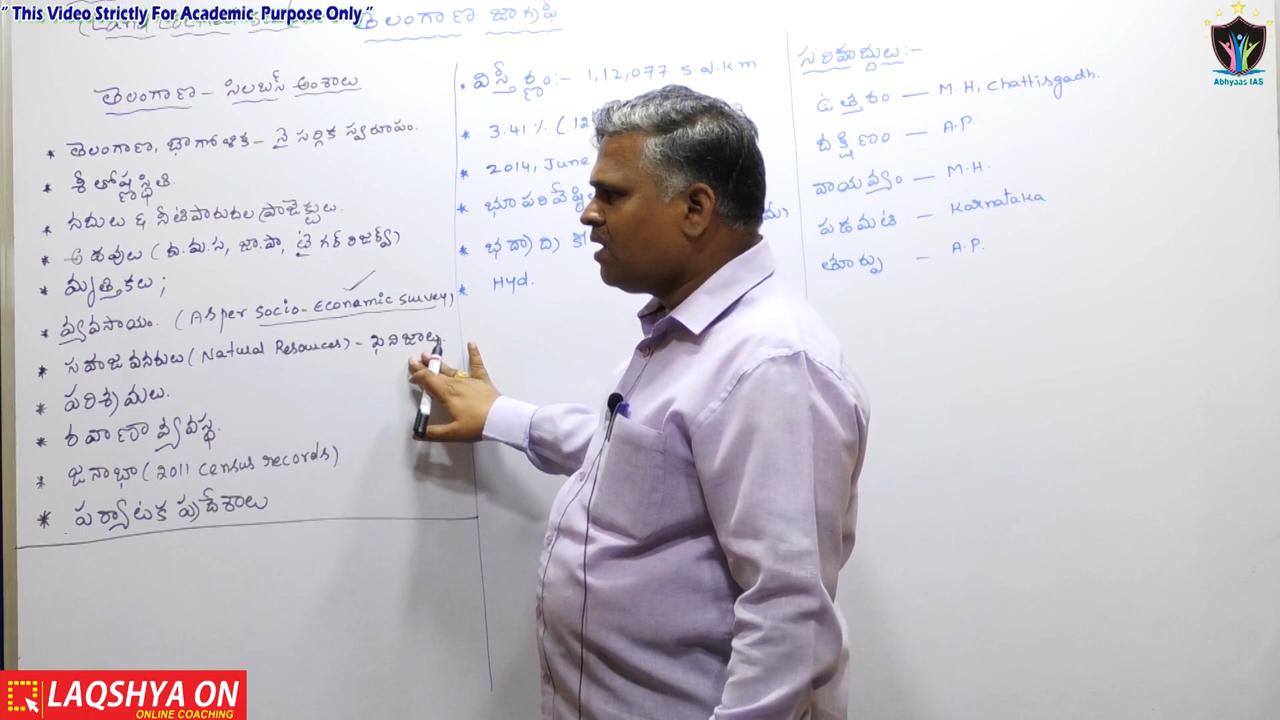 " This Video Strictly For Academic Purpose Only "
తెలంగాణ జాగ్రఫి
తెలంగాణ - సిలబస్ అంశాలు
* తెలంగాణ, భౌగోళిక - నైసర్గిక స్వరూపం.
* శీతోష్ణస్థితి.
* నదులు & నీటిపారుదల ప్రాజెక్టులు.
* అడవులు (వ.మ.స, జా.పా, టైగర్ రిజర్వ్)
* మృత్తికలు ;
* వ్యవసాయం. (As per Socio-Economic survey)
* సహజ వనరులు (Natural Resources) - ఖనిజాలు.
* పరిశ్రమలు.
* రవాణా వ్యవస్థ.
* జనాభా (2011 census records)
* పర్యాటక ప్రదేశాలు
. విస్తీర్ణం:- 1,12,077 s.q.k.m
* 3.41% (12
* 2014, June
* భూ పరివేష్టి
*
* Hyd.
సరిహద్దులు:-
ఉత్తరం — M.H, Chattisgadh.
దక్షిణం — A.P.
వాయవ్యం — M.H.
పడమటి — Karnataka
తూర్పు — A.P.
Abhyaas IAS
LAQSHYA ON
ONLINE COACHING